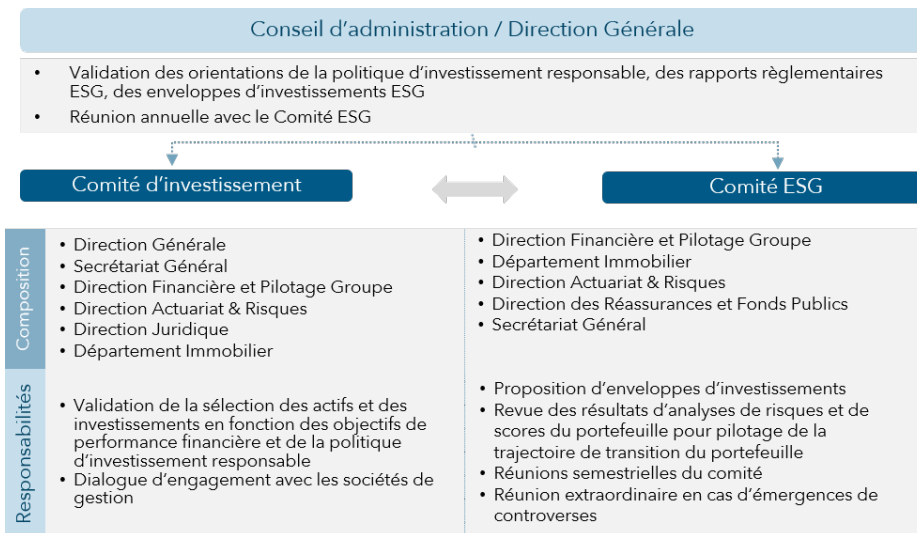 Conseil d'administration / Direction Générale
• Validation des orientations de la politique d'investissement responsable, des rapports règlementaires
ESG, des enveloppes d'investissements ESG
• Réunion annuelle avec le Comité ESG
Comité d'investissement
Comité ESG
Composition
• Direction Générale
• Secrétariat Général
• Direction Financière et Pilotage Groupe
• Direction Actuariat & Risques
• Direction Juridique
• Département Immobilier
• Direction Financière et Pilotage Groupe
• Département Immobilier
• Direction Actuariat & Risques
• Direction des Réassurances et Fonds Publics
• Secrétariat Général
Responsabilités
• Validation de la sélection des actifs et des
investissements en fonction des objectifs de
performance financière et de la politique
d'investissement responsable
• Dialogue d'engagement avec les sociétés de
gestion
• Proposition d'enveloppes d'investissements
• Revue des résultats d'analyses de risques et de
scores du portefeuille pour pilotage de la
trajectoire de transition du portefeuille
• Réunions semestrielles du comité
• Réunion extraordinaire en cas d'émergences de
controverses